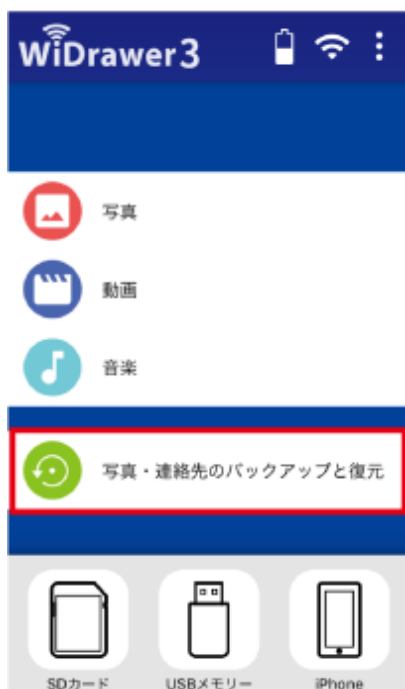 WiDrawer3
写真
動画
音楽
写真・連絡先のバックアップと復元
SDカード
USBメモリー
iPhone